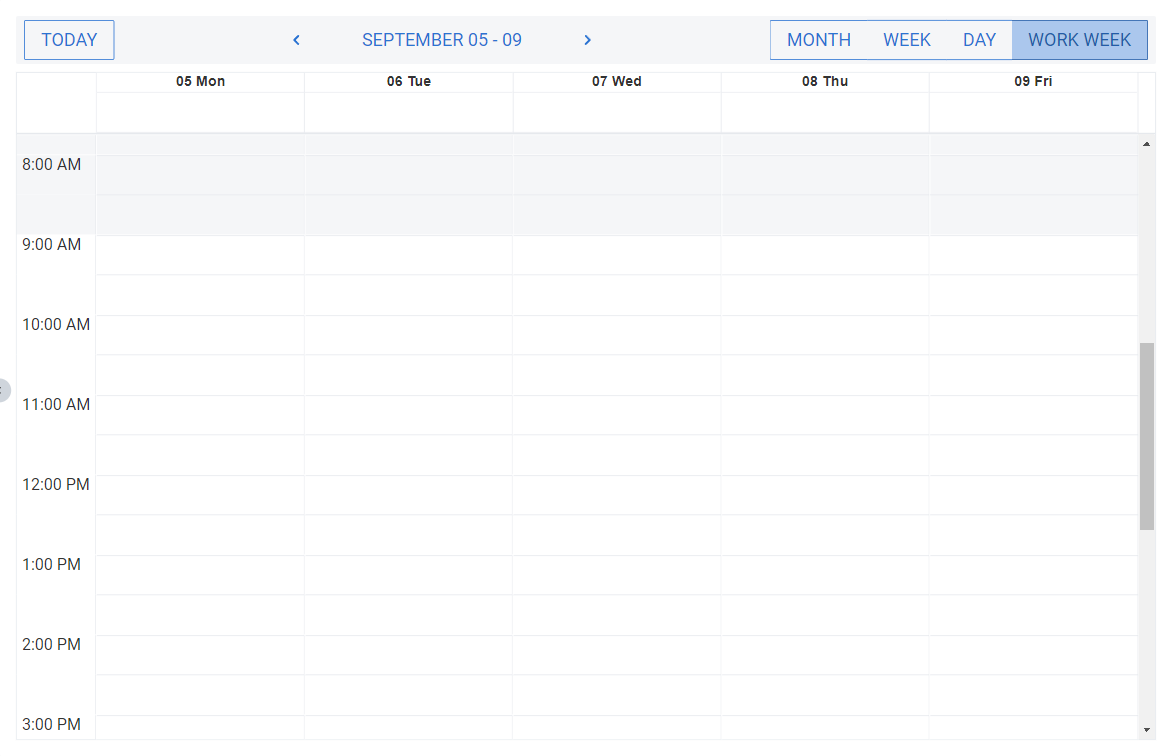 TODAY SEPTEMBER 05 - 09 MONTH WEEK DAY WORK WEEK
05 Mon 06 Tue 07 Wed 08 Thu 09 Fri
8:00 AM
9:00 AM
10:00 AM
11:00 AM
12:00 PM
1:00 PM
2:00 PM
3:00 PM